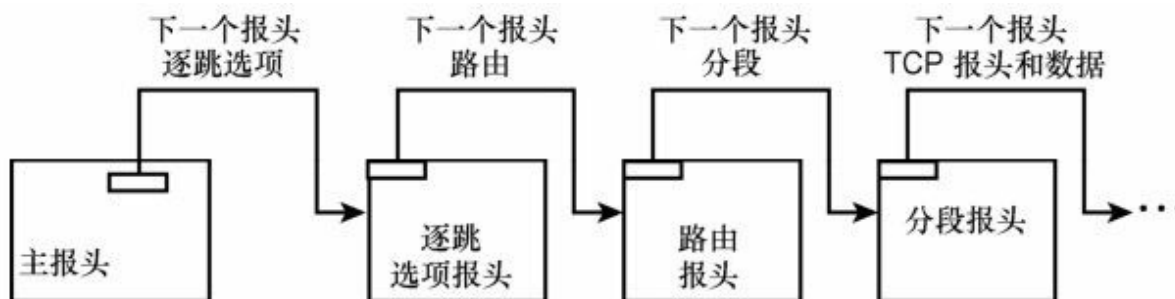 下一个报头
逐跳选项
下一个报头
路由
下一个报头
分段
下一个报头
TCP 报头和数据
主报头
逐跳
选项报头
路由
报头
分段报头